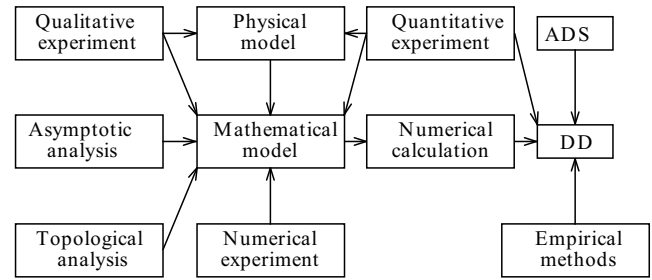 Qualitative
experiment
Physical
model
Quantitative
experiment
ADS
Asymptotic
analysis
Mathematical
model
Numerical
calculation
DD
Topological
analysis
Numerical
experiment
Empirical
methods